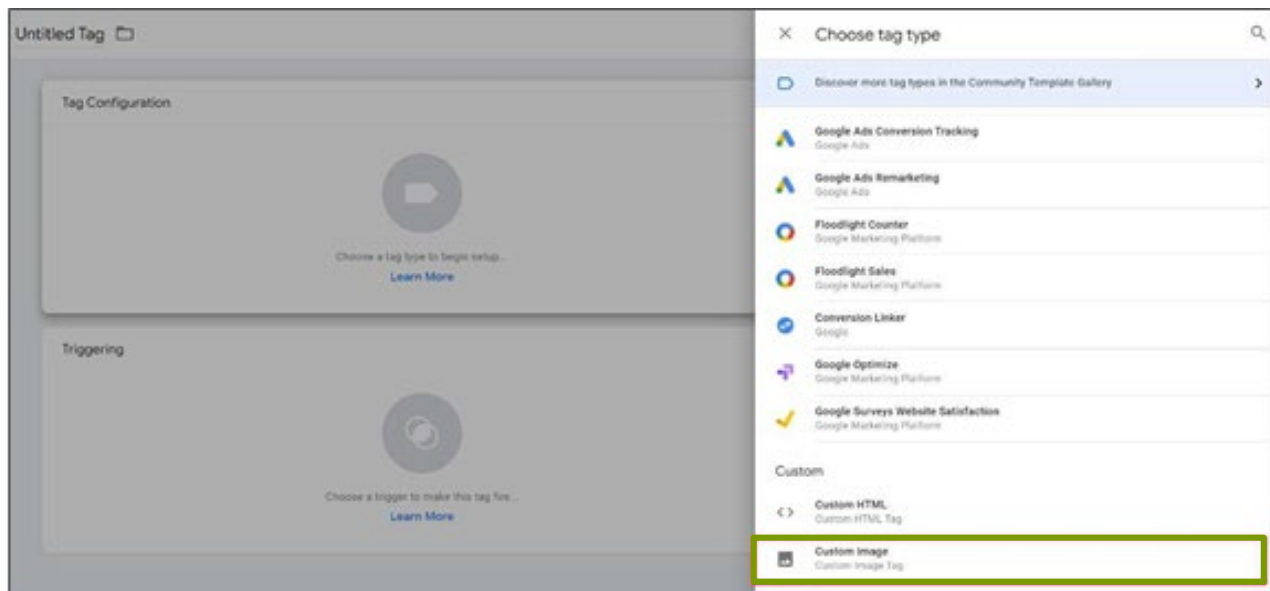 Untitled Tag
Tag Configuration
Choose a tag type to begin setup...
Learn More
Triggering
Choose a trigger to make this tag fire...
Learn More
Choose tag type
Discover more tag types in the Community Template Gallery
Google Ads Conversion Tracking
Google Ads
Google Ads Remarketing
Google Ads
Floodlight Counter
Google Marketing Platform
Floodlight Sales
Google Marketing Platform
Conversion Linker
Google
Google Optimize
Google Marketing Platform
Google Surveys Website Satisfaction
Google Marketing Platform
Custom
Custom HTML
Custom HTML Tag
Custom Image
Custom Image Tag